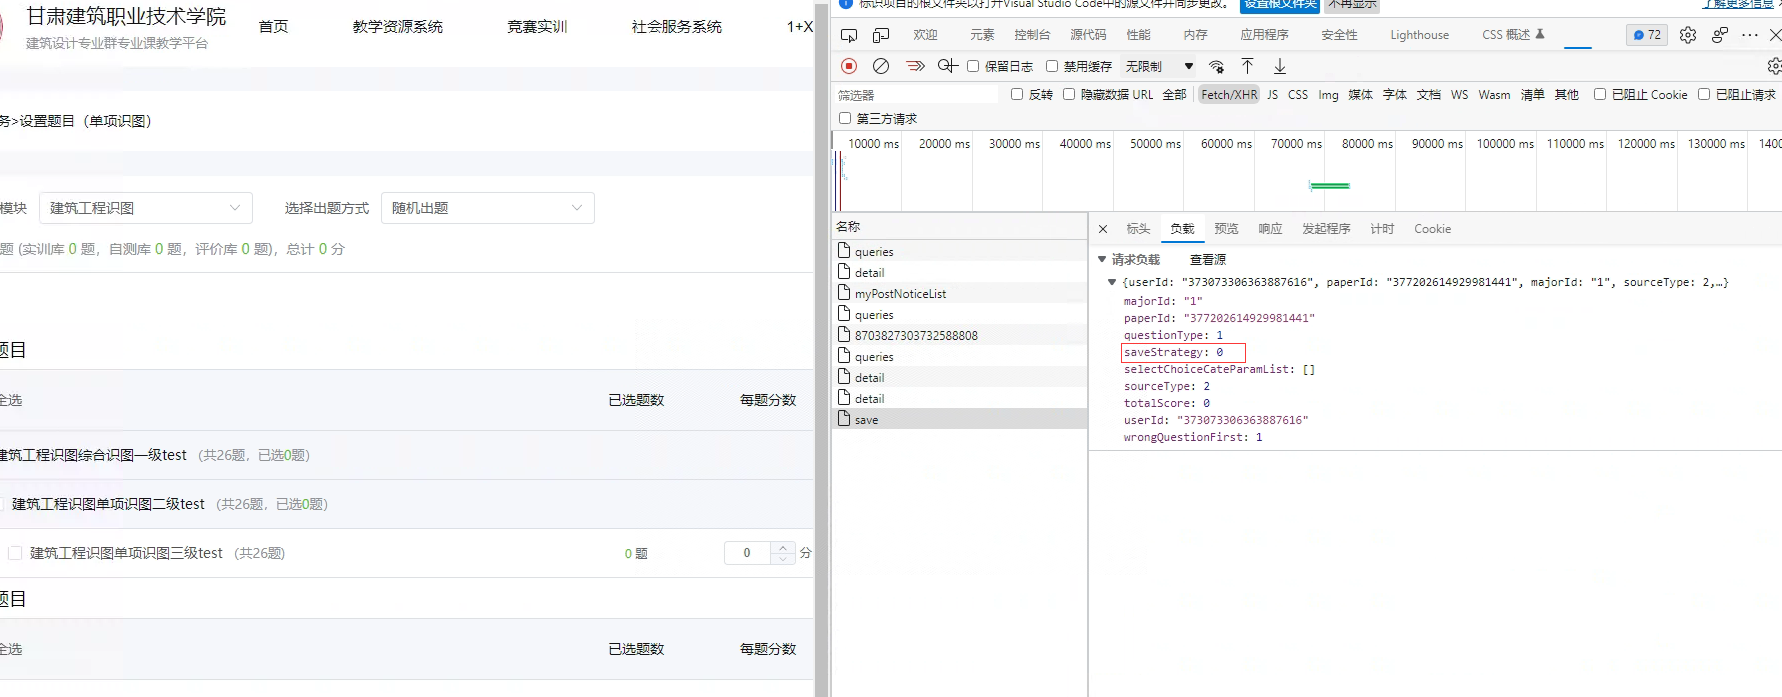 甘肃建筑职业技术学院
建筑设计专业群专业课教学平台
首页 教学资源系统 竞赛实训 社会服务系统 1+X
务>设置题目（单项识图）
模块 建筑工程识图 选择出题方式 随机出题
题 (实训库 0 题，自测库 0 题，评价库 0 题)，总计 0 分
题目
全选 已选题数 每题分数
建筑工程识图综合识图一级test (共26题，已选0题)
建筑工程识图单项识图二级test (共26题，已选0题)
建筑工程识图单项识图三级test (共26题) 0 题 0 分
题目
全选 已选题数 每题分数
标识项目的根文件夹以打开Visual Studio Code中的源文件并同步更改。 设置根文件夹 不再显示 了解更多信息
欢迎 元素 控制台 源代码 性能 内存 应用程序 安全性 Lighthouse CSS 概述 72
保留日志 禁用缓存 无限制
筛选器 反转 隐藏数据 URL 全部 Fetch/XHR JS CSS Img 媒体 字体 文档 WS Wasm 清单 其他 已阻止 Cookie 已阻止请求
第三方请求
10000 ms 20000 ms 30000 ms 40000 ms 50000 ms 60000 ms 70000 ms 80000 ms 90000 ms 100000 ms 110000 ms 120000 ms 130000 ms 1400
名称
queries
detail
myPostNoticeList
queries
8703827303732588808
queries
detail
detail
save
标头 负载 预览 响应 发起程序 计时 Cookie
请求负载 查看源
{userId: "373073306363887616", paperId: "377202614929981441", majorId: "1", sourceType: 2,…}
majorId: "1"
paperId: "377202614929981441"
questionType: 1
saveStrategy: 0
selectChoiceCateParamList: []
sourceType: 2
totalScore: 0
userId: "373073306363887616"
wrongQuestionFirst: 1